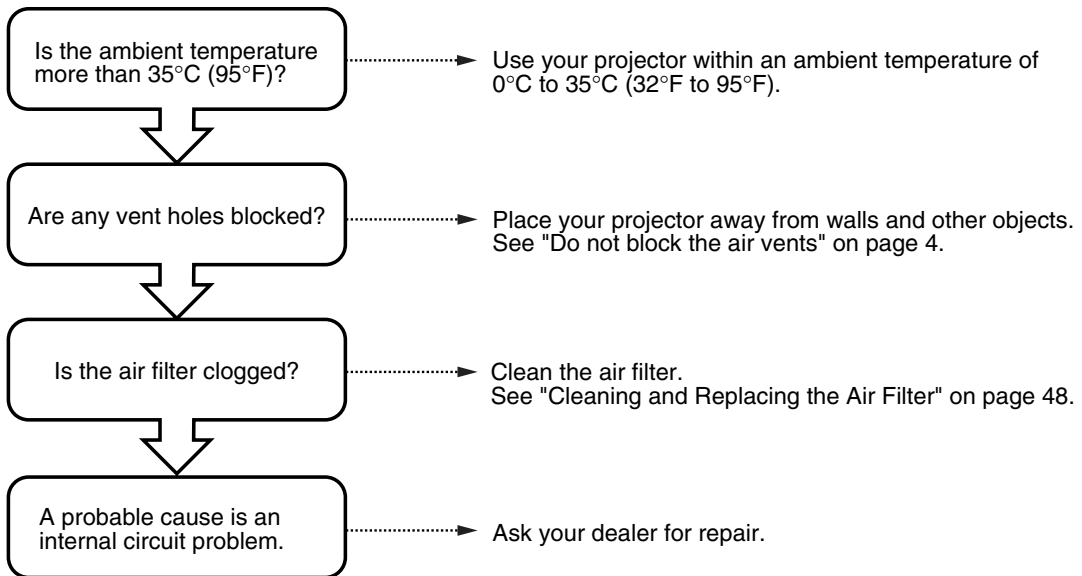 Is the ambient temperature
more than 35°C (95°F)?
Use your projector within an ambient temperature of
0°C to 35°C (32°F to 95°F).
Are any vent holes blocked?
Place your projector away from walls and other objects.
See "Do not block the air vents" on page 4.
Is the air filter clogged?
Clean the air filter.
See "Cleaning and Replacing the Air Filter" on page 48.
A probable cause is an
internal circuit problem.
Ask your dealer for repair.